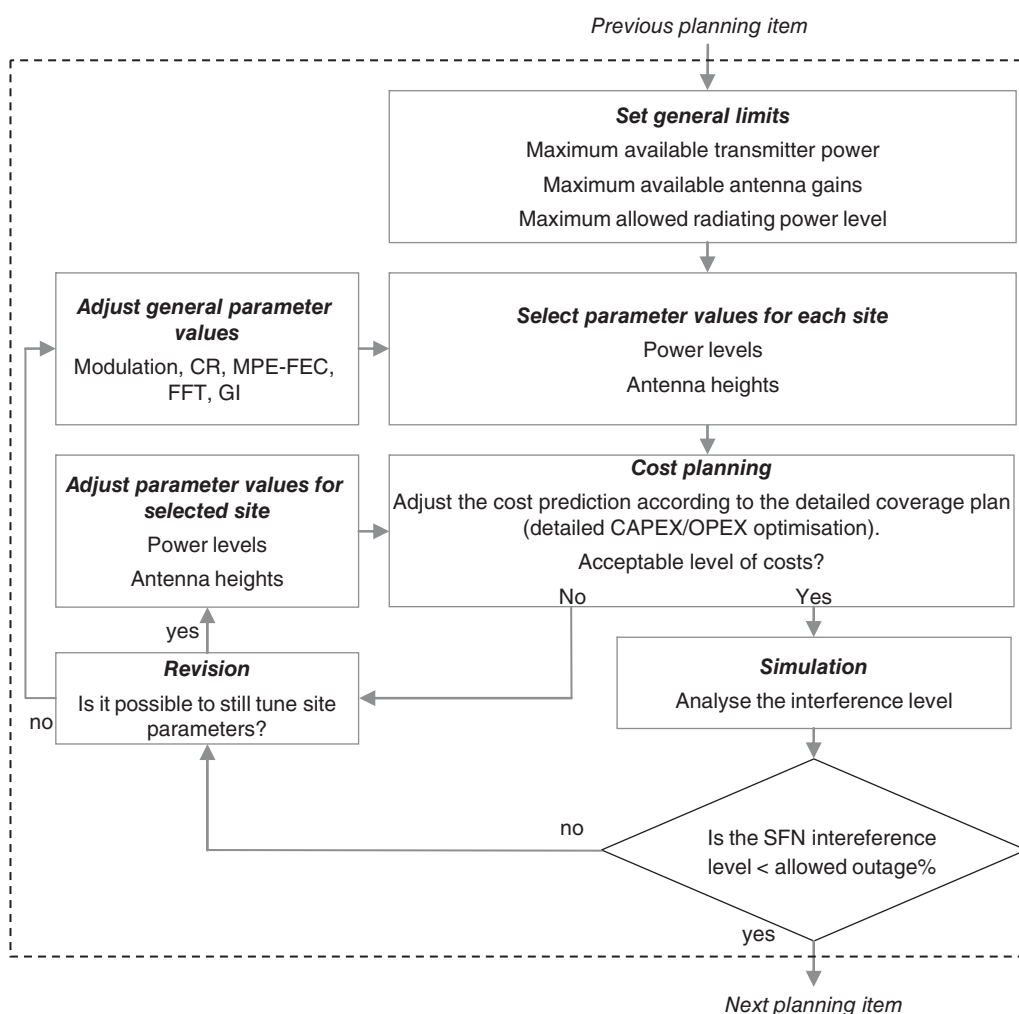 Previous planning item
Set general limits
Maximum available transmitter power
Maximum available antenna gains
Maximum allowed radiating power level
Adjust general parameter
values
Modulation, CR, MPE-FEC,
FFT, GI
Select parameter values for each site
Power levels
Antenna heights
Adjust parameter values for
selected site
Power levels
Antenna heights
Cost planning
Adjust the cost prediction according to the detailed coverage plan
(detailed CAPEX/OPEX optimisation).
Acceptable level of costs?
No
Yes
yes
Revision
Is it possible to still tune site
parameters?
no
Simulation
Analyse the interference level
no
Is the SFN intereference
level < allowed outage%
yes
Next planning item